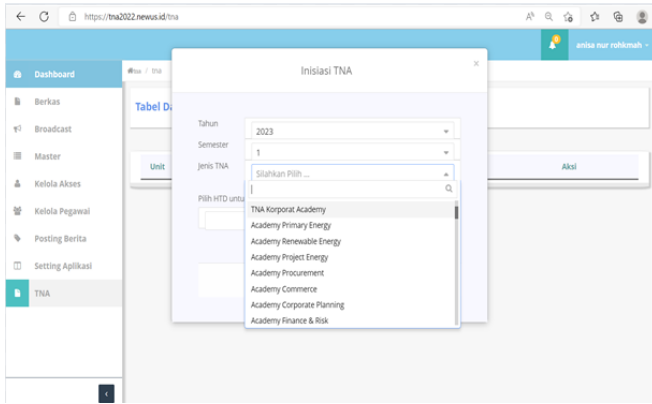 https://tna2022.newus.id/tna
anisa nur rohkmah
Dashboard
Berkas
Broadcast
Master
Kelola Akses
Kelola Pegawai
Posting Berita
Setting Aplikasi
TNA
/ tna
Tabel
Unit
Aksi
Inisiasi TNA
×
Tahun
2023
Semester
1
Jenis TNA
Silahkan Pilih ...
Pilih HTD untu
TNA Korporat Academy
Academy Primary Energy
Academy Renewable Energy
Academy Project Energy
Academy Procurement
Academy Commerce
Academy Corporate Planning
Academy Finance & Risk